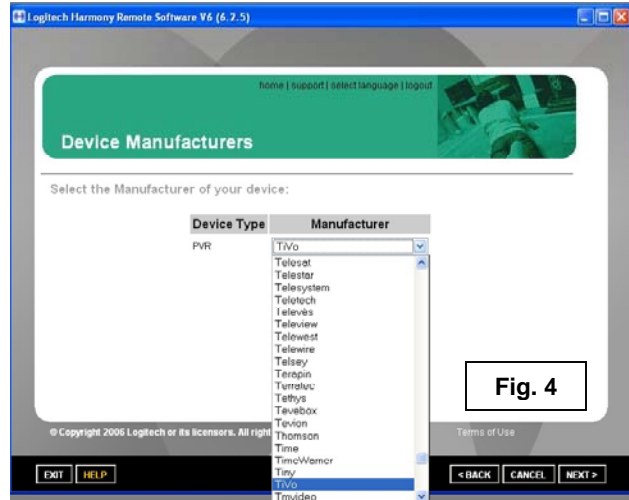 Logitech Harmony Remote Software V6 (6.2.5)
home | support | select language | logout
Device Manufacturers
Select the Manufacturer of your device:
Device Type Manufacturer
PVR TiVo
Telesat
Telestar
Telesystem
Teletech
Televés
Teleview
Telewest
Telewire
Telsey
Terapin
Terratec
Tethys
Tevebox
Tevion
Thomson
Time
TimeWarner
Tiny
TiVo
Tmvideo
Fig. 4
© Copyright 2006 Logitech or its licensors. All right
Terms of Use
EXIT HELP < BACK CANCEL NEXT >